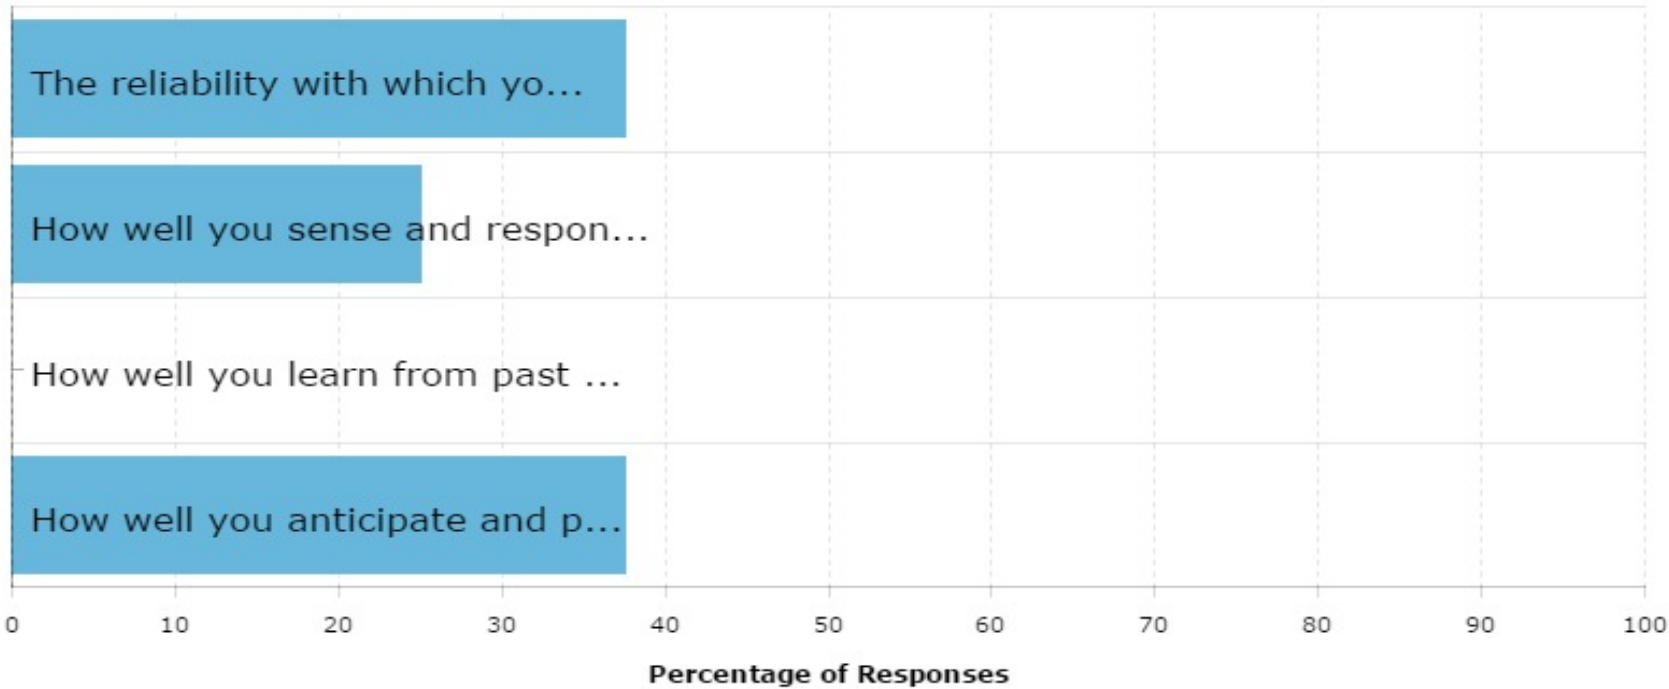 The reliability with which yo...
How well you sense and respon...
How well you learn from past ...
How well you anticipate and p...
0 10 20 30 40 50 60 70 80 90 100
Percentage of Responses